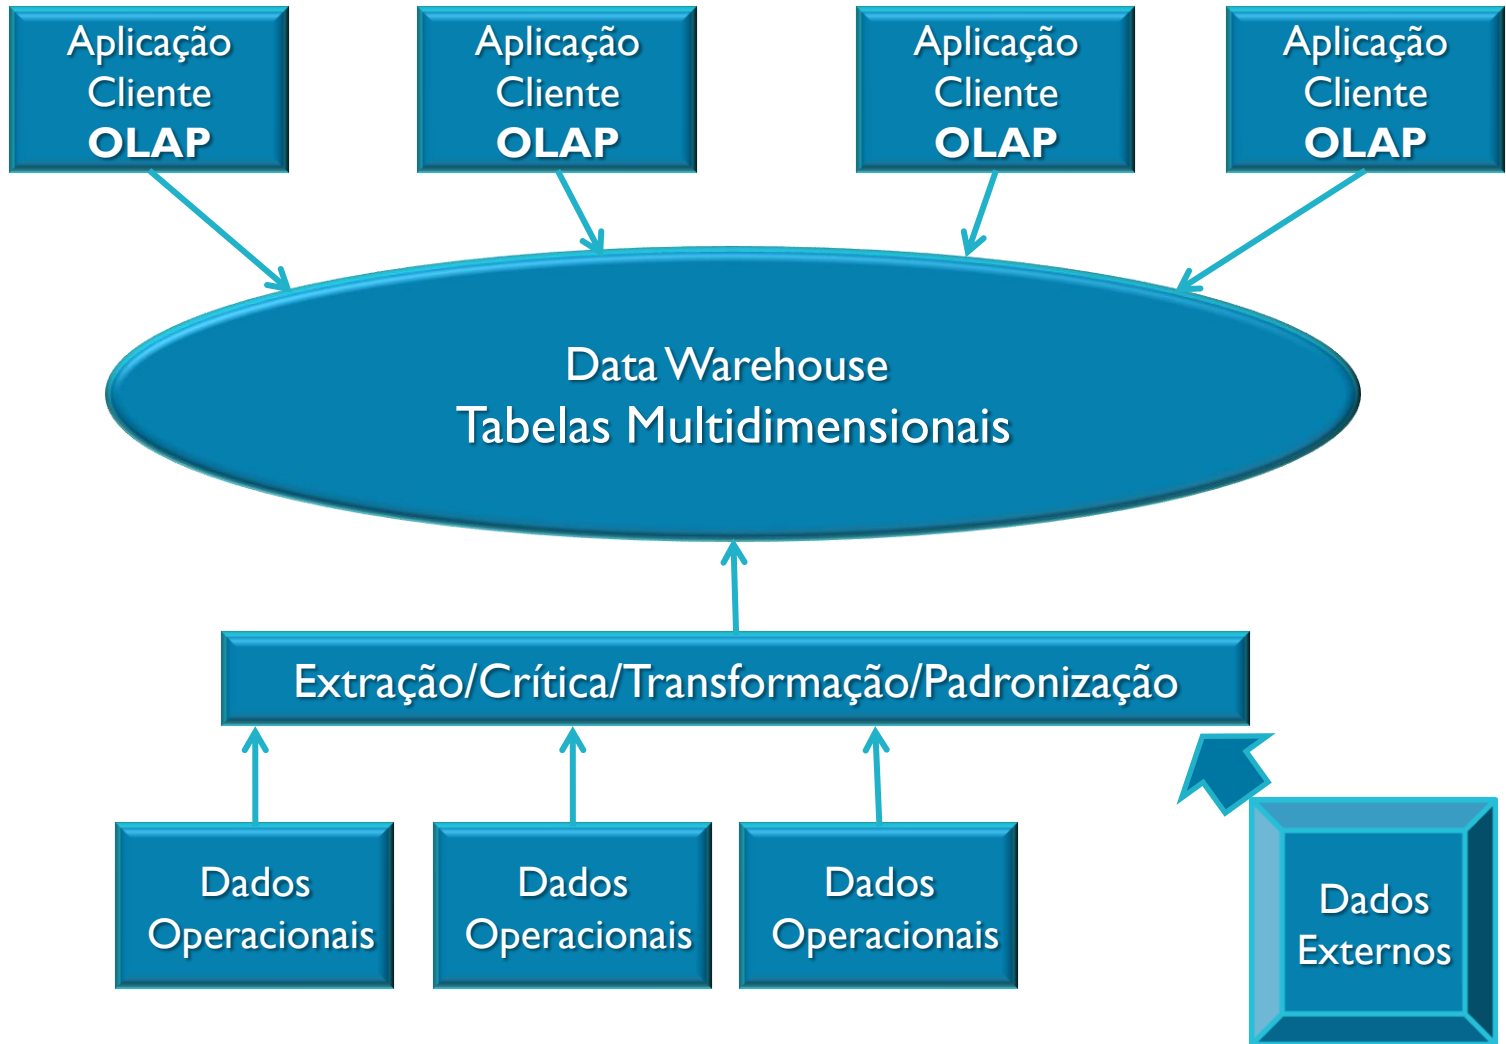 Aplicação
Cliente
OLAP
Aplicação
Cliente
OLAP
Aplicação
Cliente
OLAP
Aplicação
Cliente
OLAP
Data Warehouse
Tabelas Multidimensionais
Extração/Crítica/Transformação/Padronização
Dados
Operacionais
Dados
Operacionais
Dados
Operacionais
Dados
Externos